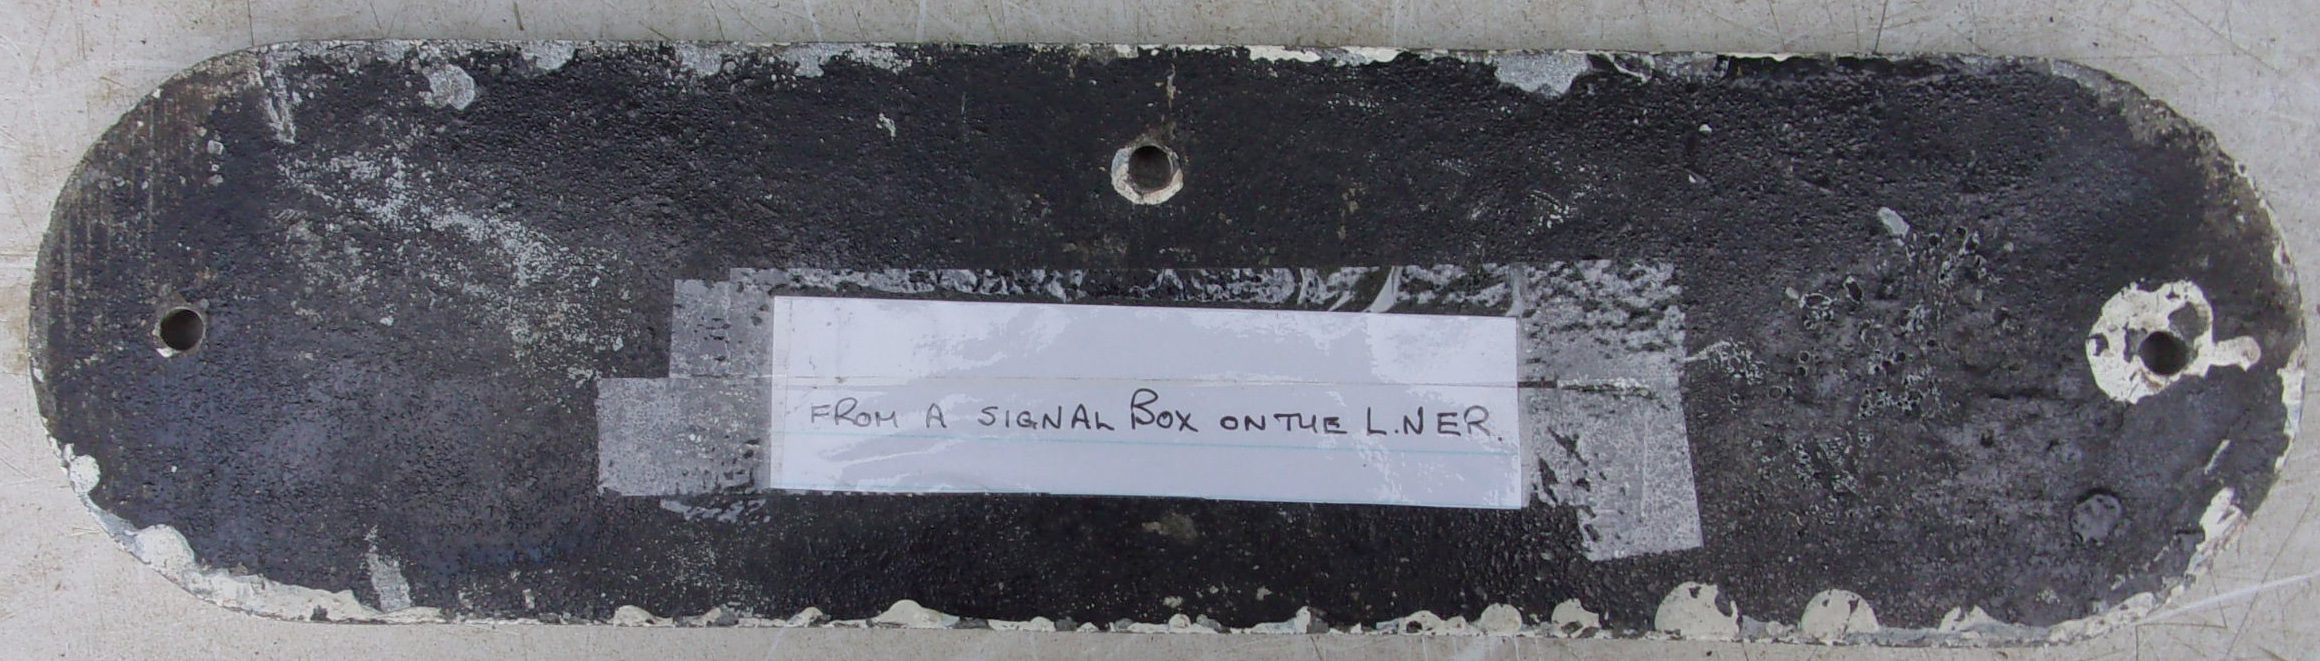 FROM A SIGNAL BOX ON THE L.NER.